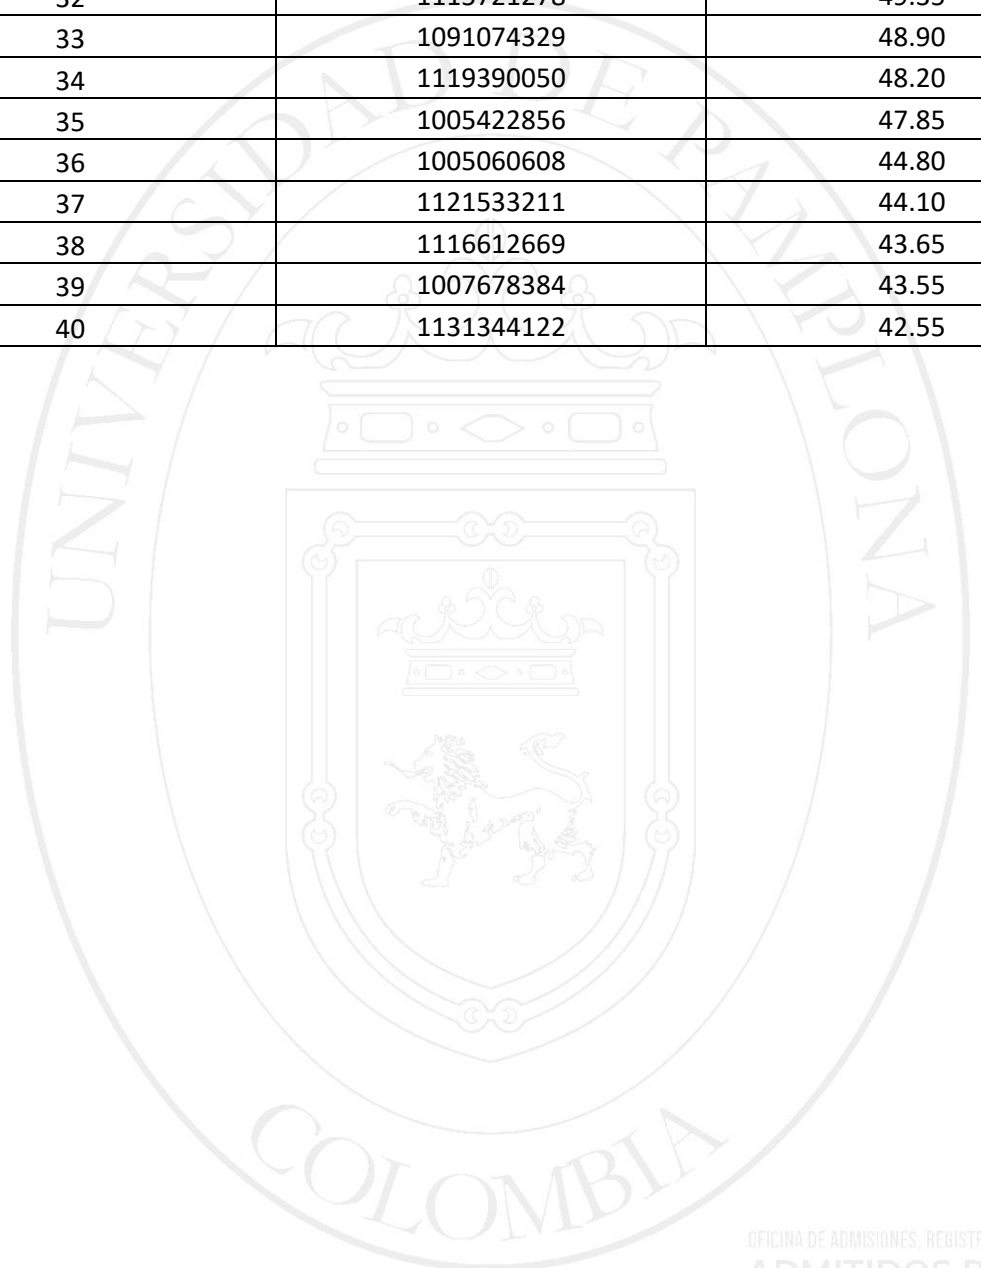 33 1091074329 48.90
34 1119390050 48.20
35 1005422856 47.85
36 1005060608 44.80
37 1121533211 44.10
38 1116612669 43.65
39 1007678384 43.55
40 1131344122 42.55
UNIVERSIDAD DE PAMPLONA
COLOMBIA
OFICINA DE ADMISIONES,